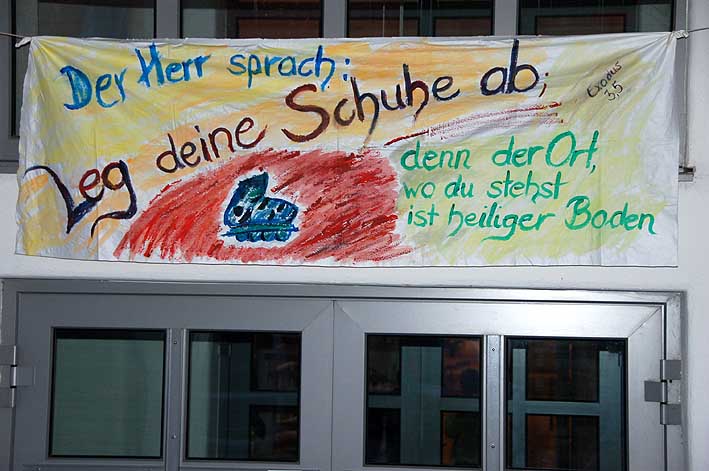 Der Herr sprach:
Leg deine Schuhe ab;
Exodus
3,5
denn der Ort,
wo du stehst
ist heiliger Boden